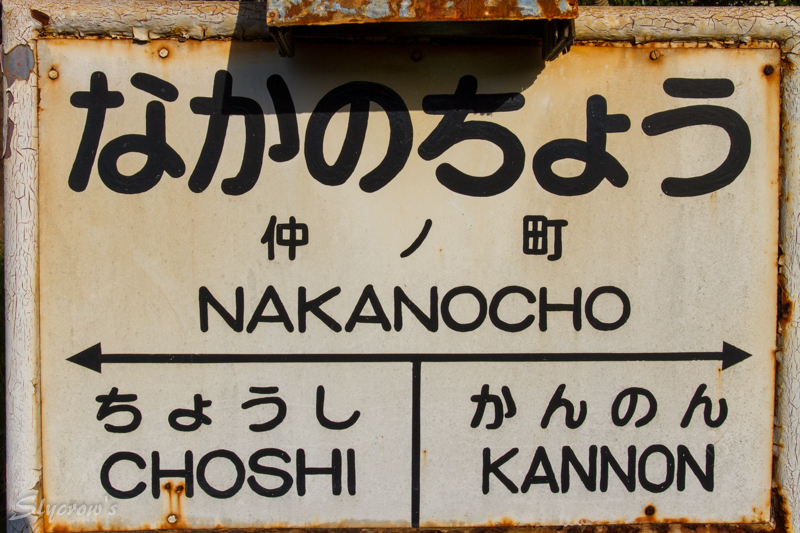 なかのちょう
仲ノ町
NAKANOCHO
ちょうし かんのん
CHOSHI KANNON
Slycrow's